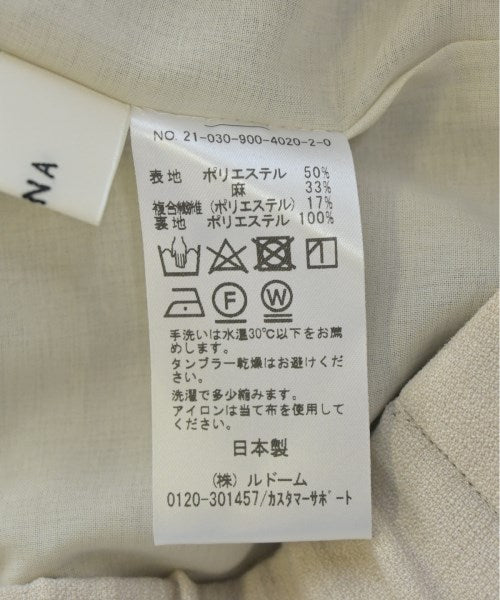 NA
NO. 21-030-900-4020-2-0
表地 ポリエステル 50%
麻 33%
複合繊維(ポリエステル) 17%
裏地 ポリエステル 100%
F W
手洗いは水温30℃以下をお薦
めします。
タンブラー乾燥はお避けくだ
さい。
洗濯で多少縮みます。
アイロンは当て布を使用して
ください。
日本製
(株) ルドーム
0120-301457/カスタマーサポート